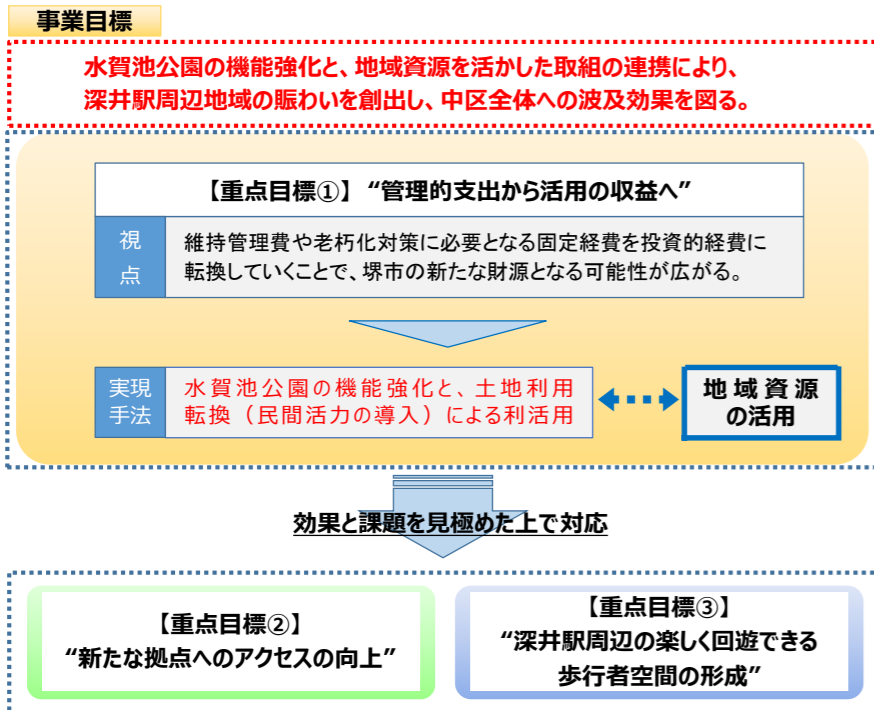 事業目標
水賀池公園の機能強化と、地域資源を活かした取組の連携により、
深井駅周辺地域の賑わいを創出し、中区全体への波及効果を図る。
【重点目標①】“管理的支出から活用の収益へ”
視点
維持管理費や老朽化対策に必要となる固定経費を投資的経費に
転換していくことで、堺市の新たな財源となる可能性が広がる。
実現
手法
水賀池公園の機能強化と、土地利用
転換（民間活力の導入）による利活用
地域資源
の活用
効果と課題を見極めた上で対応
【重点目標②】
“新たな拠点へのアクセスの向上”
【重点目標③】
“深井駅周辺の楽しく回遊できる
歩行者空間の形成”